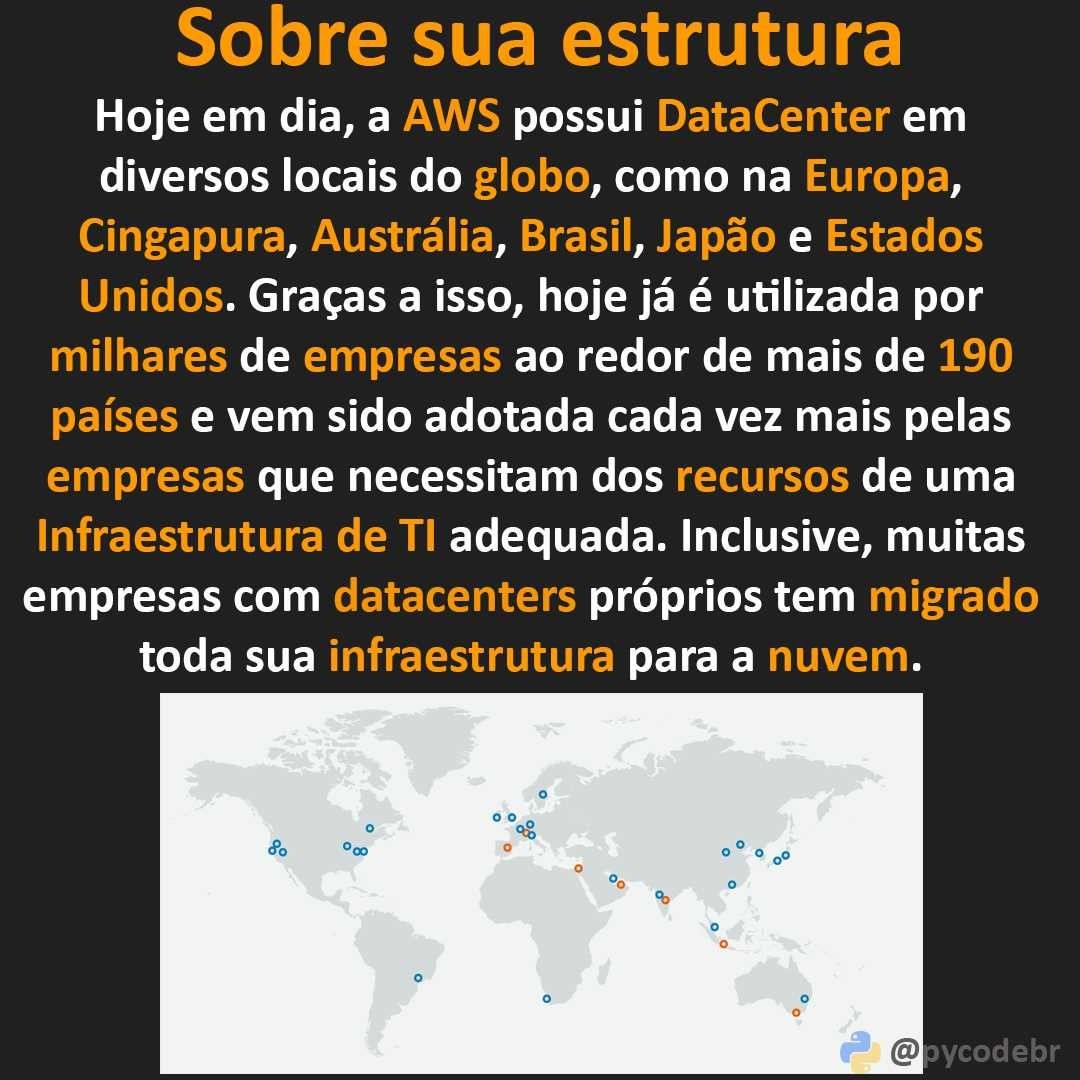 Sobre sua estrutura
Hoje em dia, a AWS possui DataCenter em
diversos locais do globo, como na Europa,
Cingapura, Austrália, Brasil, Japão e Estados
Unidos. Graças a isso, hoje já é utilizada por
milhares de empresas ao redor de mais de 190
países e vem sido adotada cada vez mais pelas
empresas que necessitam dos recursos de uma
Infraestrutura de TI adequada. Inclusive, muitas
empresas com datacenters próprios tem migrado
toda sua infraestrutura para a nuvem.
@pycodebr